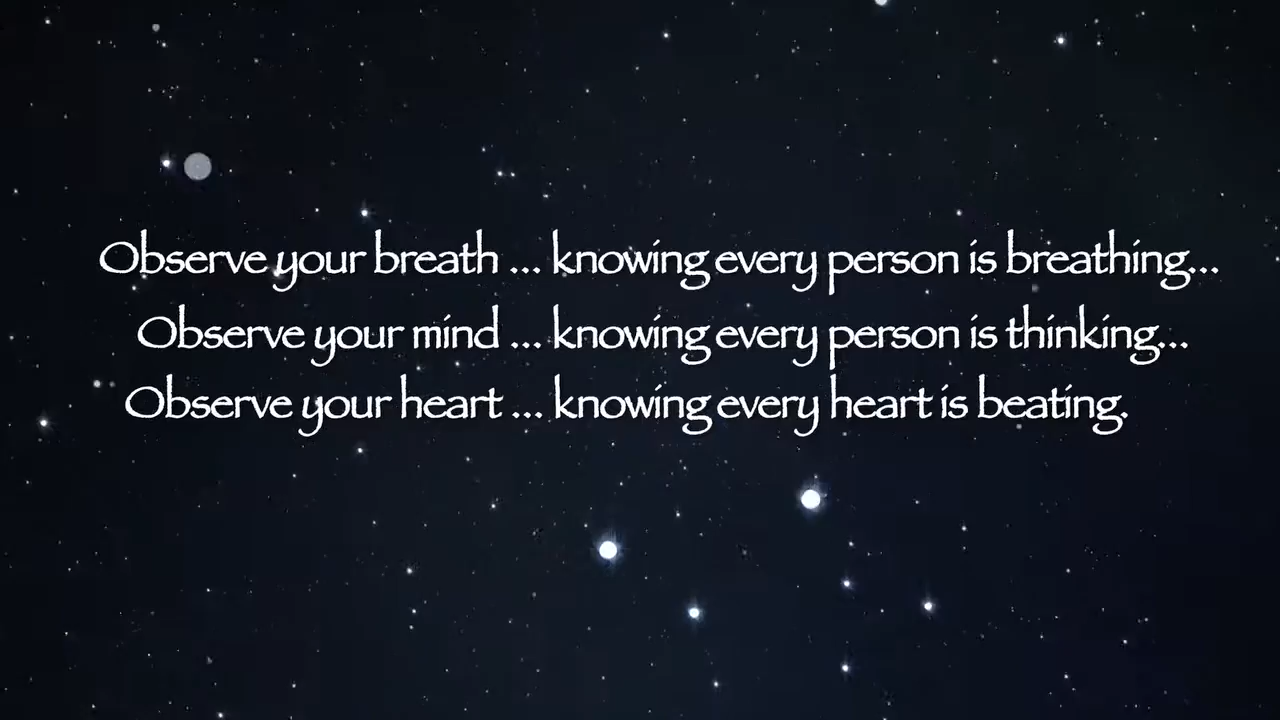 Observe your breath ... knowing every person is breathing...
Observe your mind ... knowing every person is thinking...
Observe your heart ... knowing every heart is beating.